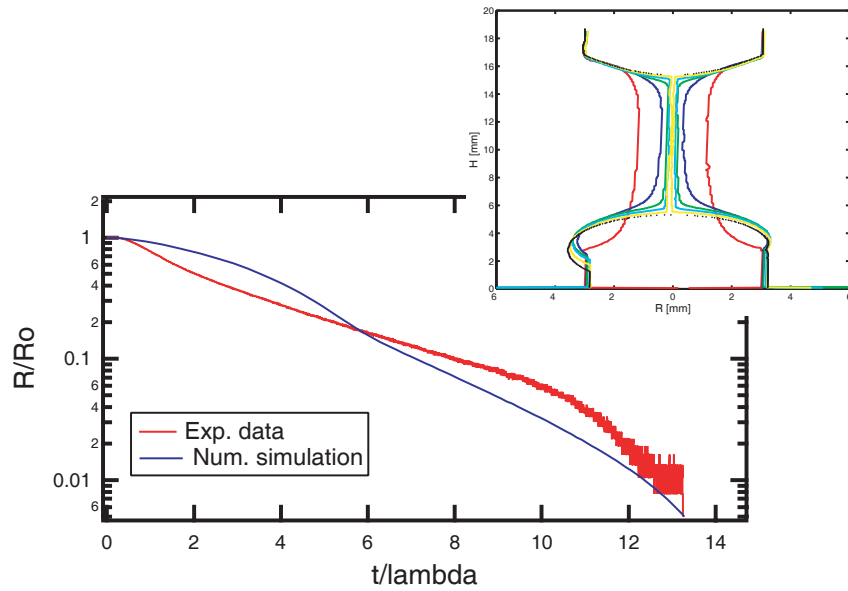 20
18
16
14
12
10
8
6
4
2
0
H [mm]
6 4 2 0 2 4 6
R [mm]
2
1
6
4
2
0.1
6
4
2
0.01
6
R/Ro
Exp. data
Num. simulation
0 2 4 6 8 10 12 14
t/lambda